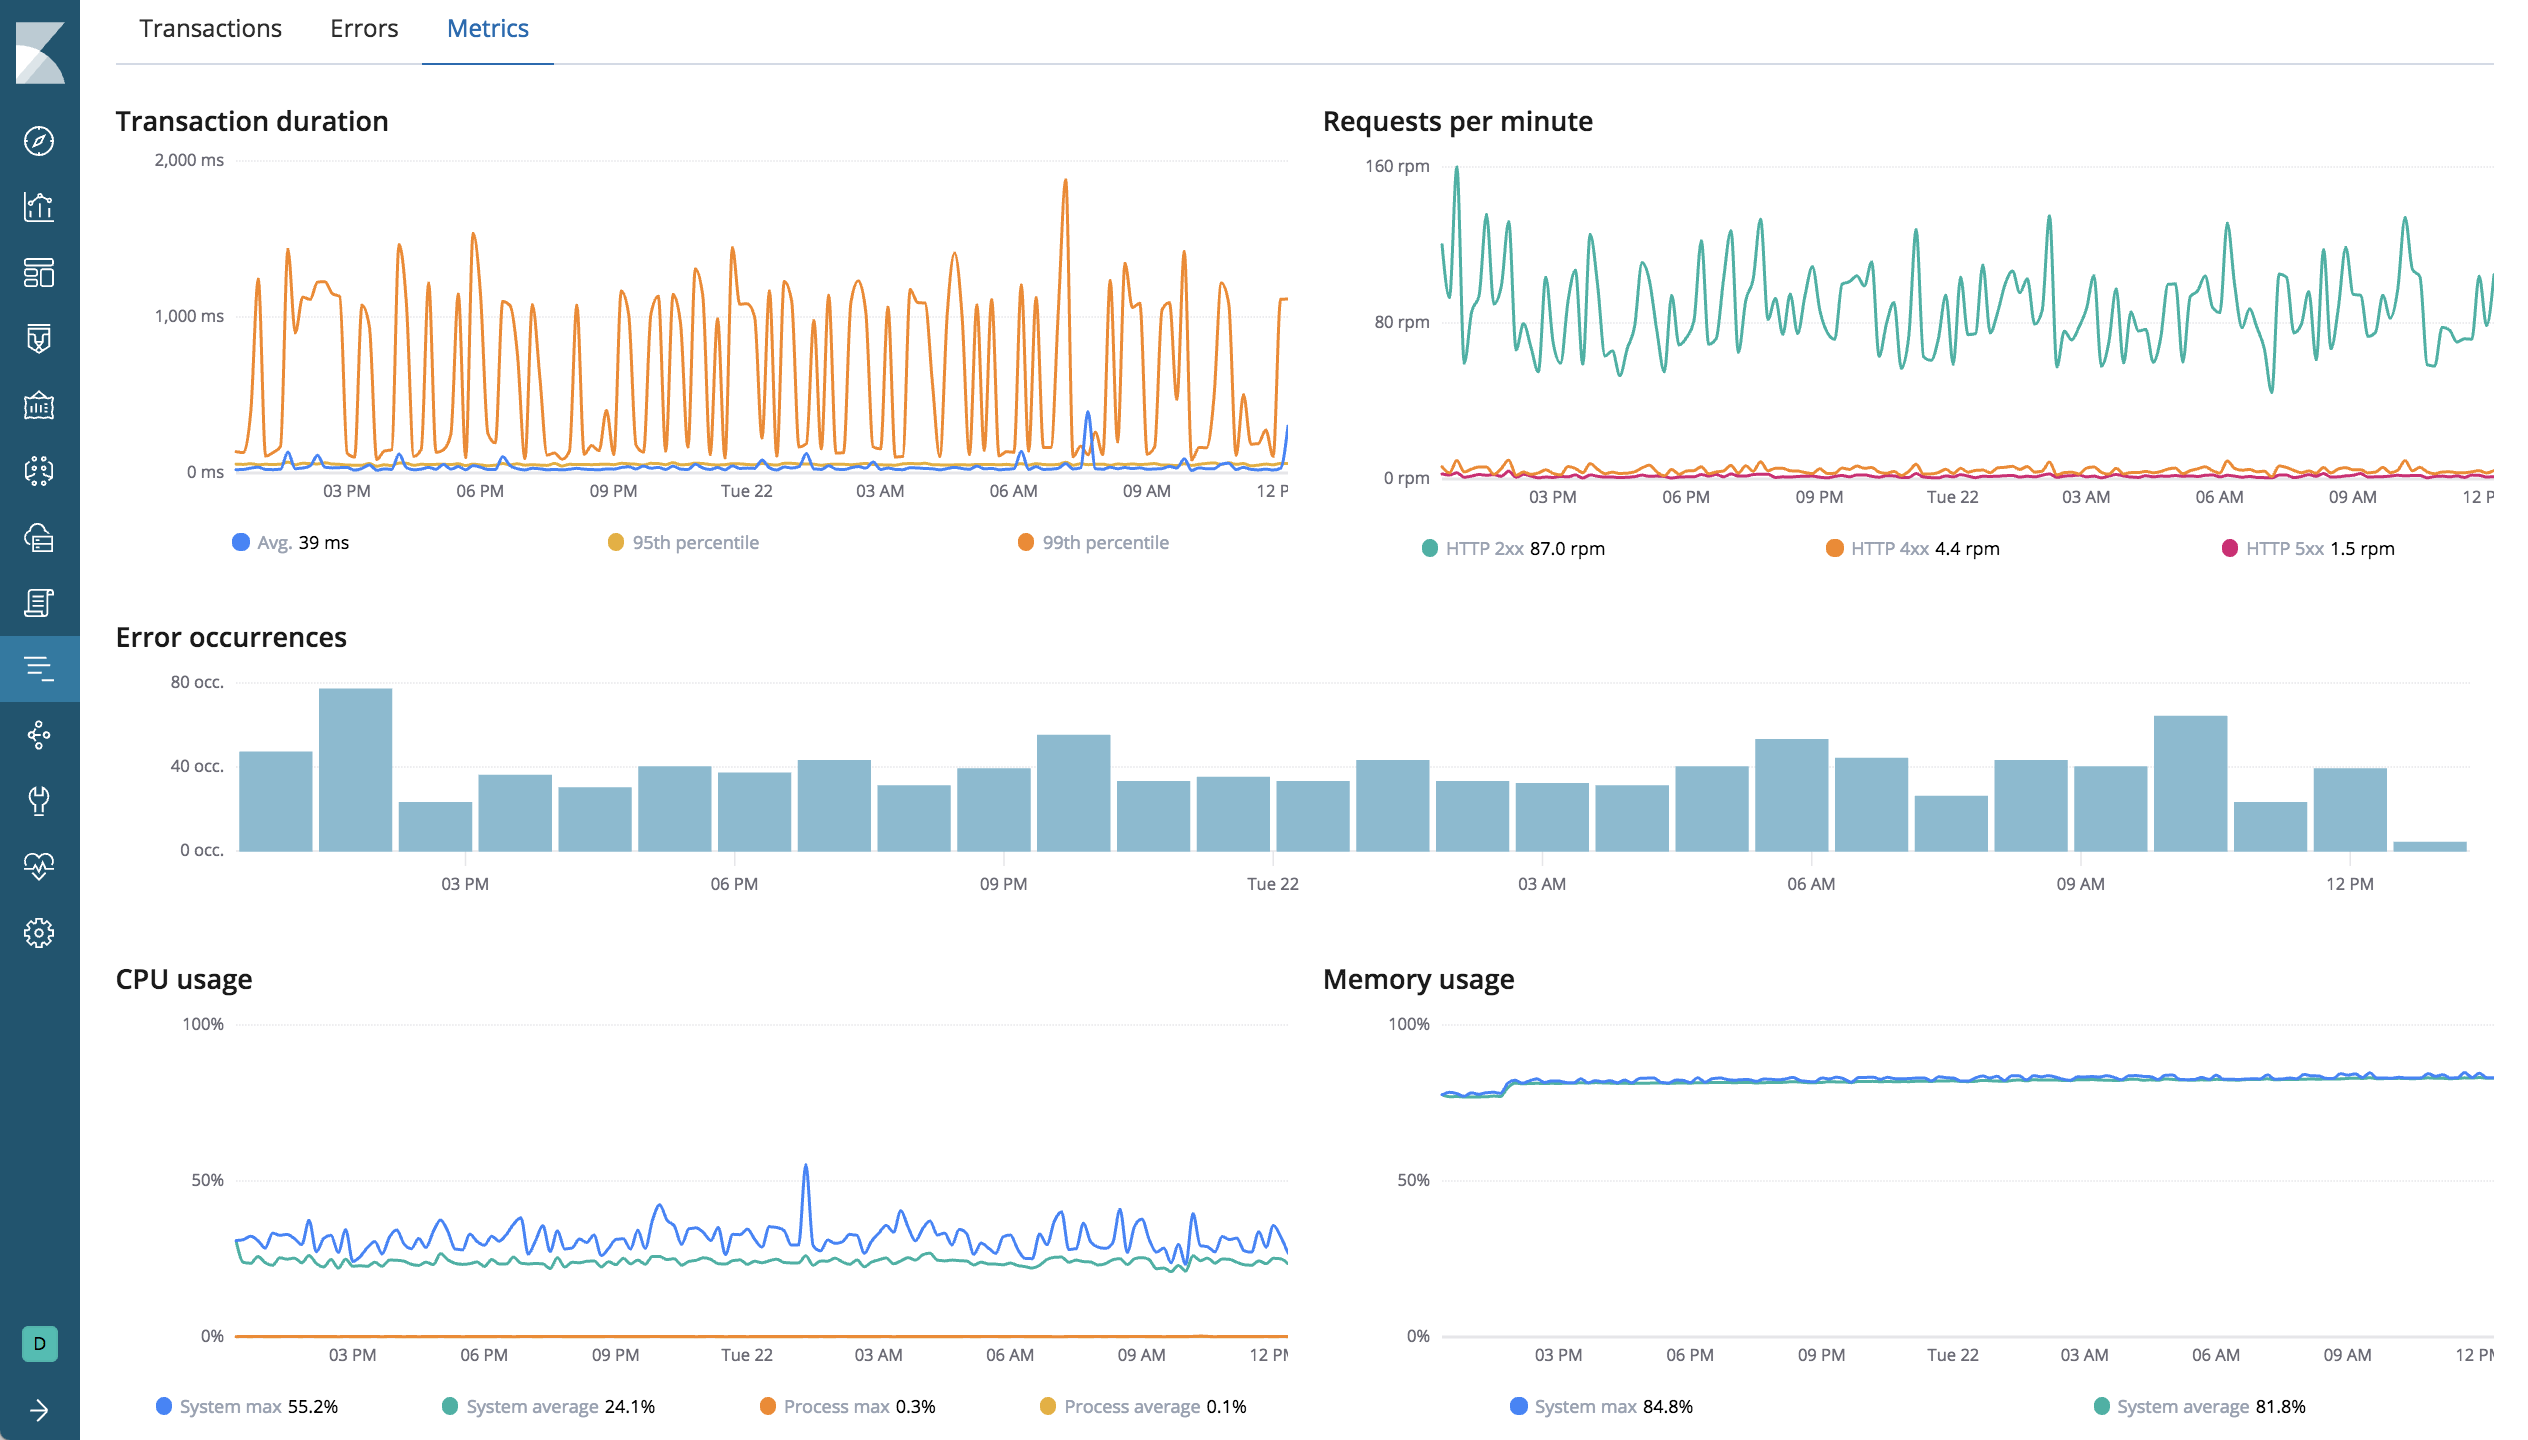 Transactions Errors Metrics
Transaction duration
2,000 ms
1,000 ms
0 ms
03 PM 06 PM 09 PM Tue 22 03 AM 06 AM 09 AM 12 P
Avg. 39 ms 95th percentile 99th percentile
Requests per minute
160 rpm
80 rpm
0 rpm
03 PM 06 PM 09 PM Tue 22 03 AM 06 AM 09 AM 12 P
HTTP 2xx 87.0 rpm HTTP 4xx 4.4 rpm HTTP 5xx 1.5 rpm
Error occurrences
80 occ.
40 occ.
0 occ.
03 PM 06 PM 09 PM Tue 22 03 AM 06 AM 09 AM 12 PM
CPU usage
100%
50%
0%
03 PM 06 PM 09 PM Tue 22 03 AM 06 AM 09 AM 12 PM
System max 55.2% System average 24.1% Process max 0.3% Process average 0.1%
Memory usage
100%
50%
0%
03 PM 06 PM 09 PM Tue 22 03 AM 06 AM 09 AM 12 PM
System max 84.8% System average 81.8%
D